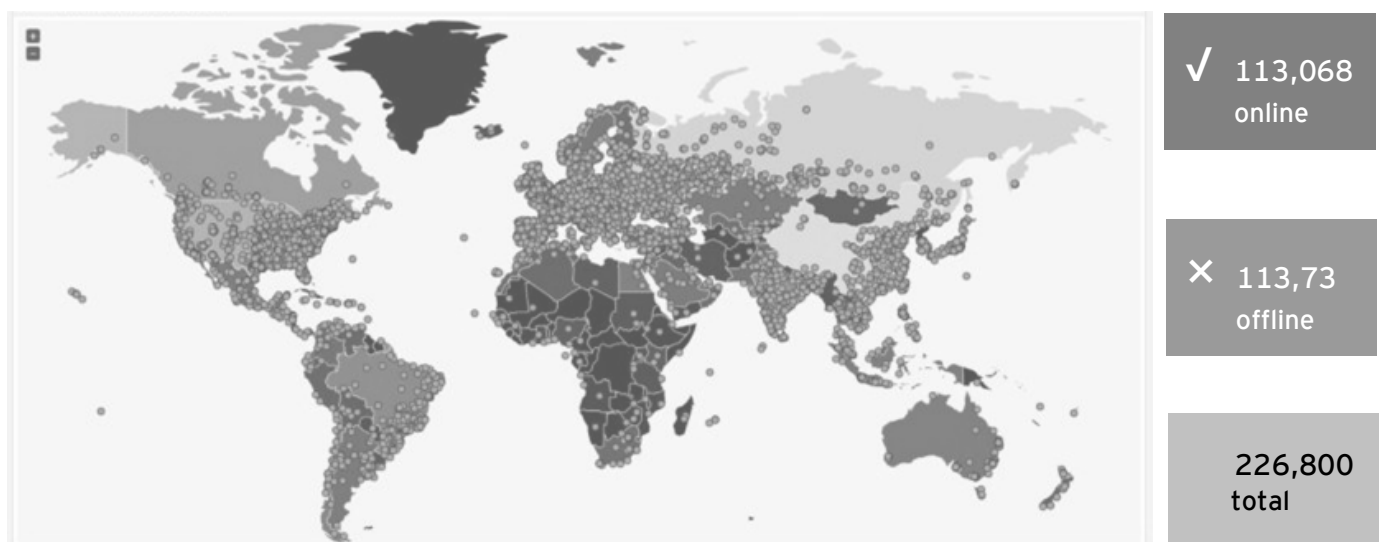 +
-
✓ 113,068
online
✕ 113,73
offline
226,800
total